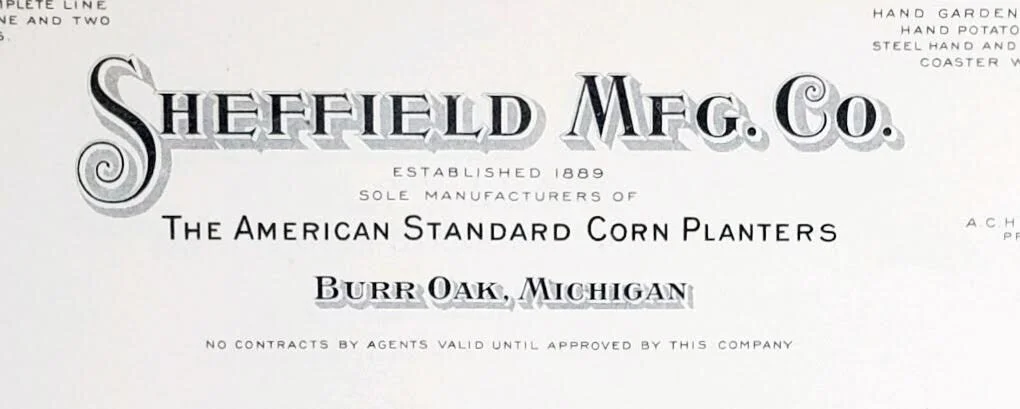 LINE
NE AND TWO
HAND GARDEN
HAND POTATO
STEEL HAND AND
COASTER W
SHEFFIELD MFG. CO.
ESTABLISHED 1889
SOLE MANUFACTURERS OF
THE AMERICAN STANDARD CORN PLANTERS
A.C.H
BURR OAK, MICHIGAN
NO CONTRACTS BY AGENTS VALID UNTIL APPROVED BY THIS COMPANY